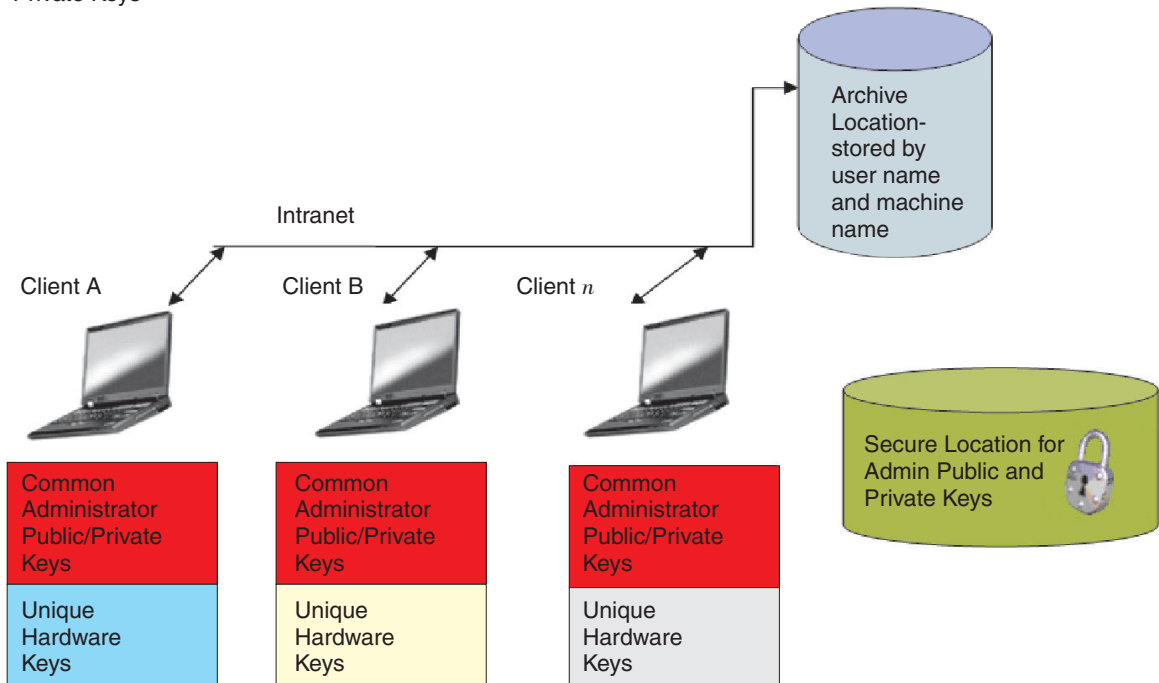 Private Keys
Archive
Location-
stored by
user name
and machine
name
Intranet
Client A
Client B
Client n
Secure Location for
Admin Public and
Private Keys
Common
Administrator
Public/Private
Keys
Unique
Hardware
Keys
Common
Administrator
Public/Private
Keys
Unique
Hardware
Keys
Common
Administrator
Public/Private
Keys
Unique
Hardware
Keys